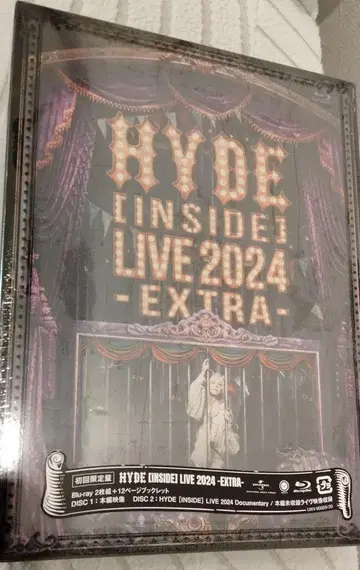 HYDE
[INSIDE]
LIVE 2024
-EXTRA-
初回限定盤 HYDE [INSIDE] LIVE 2024 -EXTRA-
Blu-ray 2枚組+12ページブックレット
DISC 1:本編映像 DISC 2:HYDE [INSIDE] LIVE 2024 Documentary / 本編未収録ライヴ映像収録